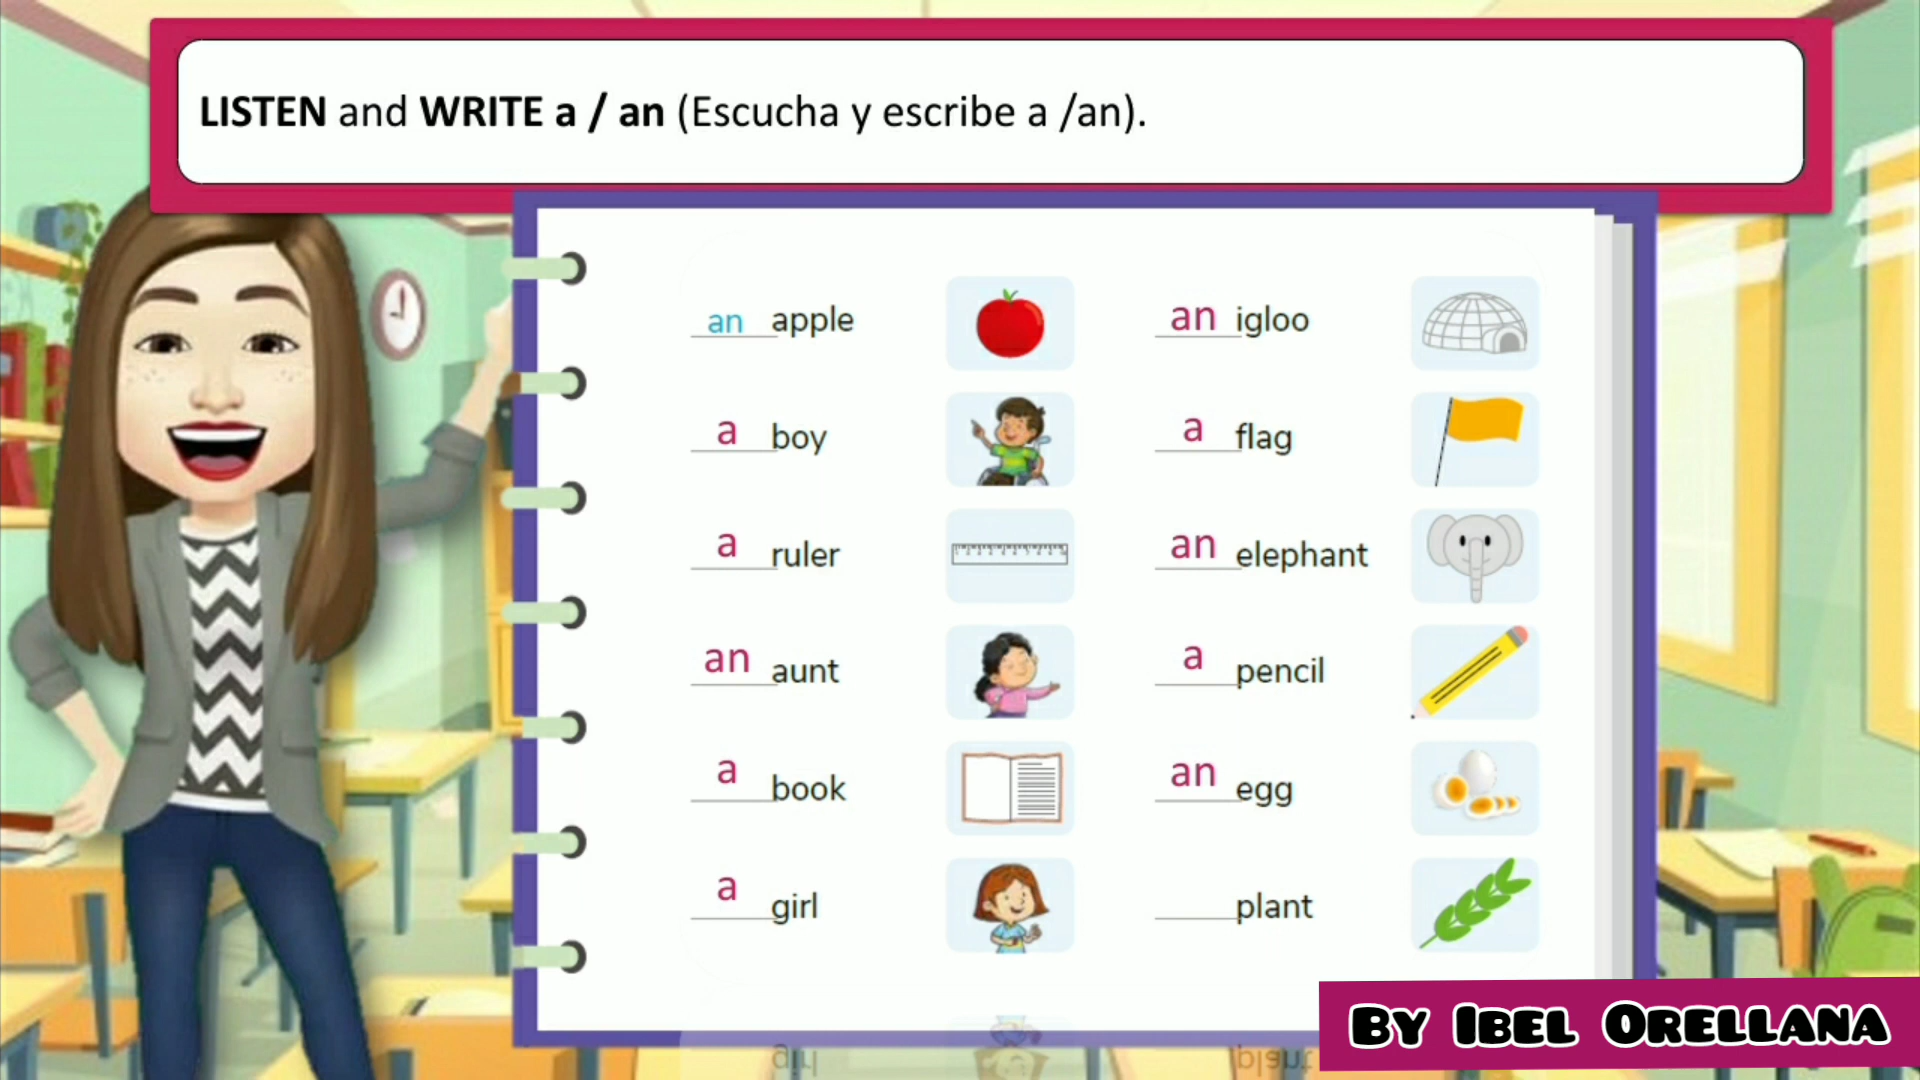 LISTEN and WRITE a / an (Escucha y escribe a /an).
an apple
a boy
a ruler
an aunt
a book
a girl
an igloo
a flag
an elephant
a pencil
an egg
____plant
By Ibel Orellana